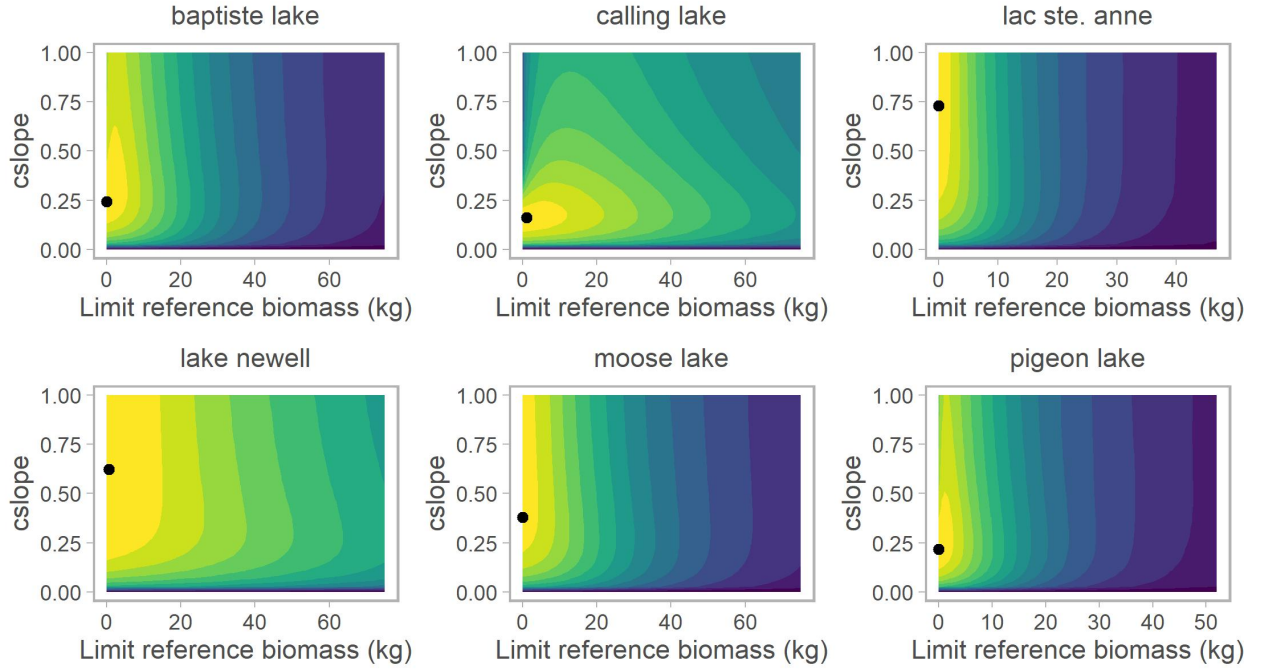 baptiste lake
calling lake
lac ste. anne
cslope
1.00
0.75
0.50
0.25
0.00
0 20 40 60
Limit reference biomass (kg)
cslope
1.00
0.75
0.50
0.25
0.00
0 20 40 60
Limit reference biomass (kg)
cslope
1.00
0.75
0.50
0.25
0.00
0 10 20 30 40
Limit reference biomass (kg)
lake newell
moose lake
pigeon lake
cslope
1.00
0.75
0.50
0.25
0.00
0 20 40 60
Limit reference biomass (kg)
cslope
1.00
0.75
0.50
0.25
0.00
0 20 40 60
Limit reference biomass (kg)
cslope
1.00
0.75
0.50
0.25
0.00
0 10 20 30 40 50
Limit reference biomass (kg)